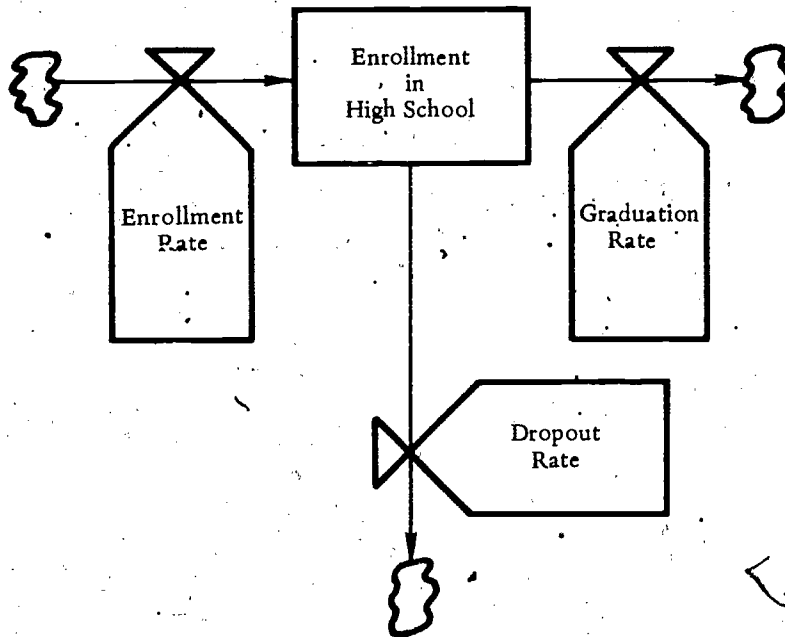 Enrollment
in
High School
Enrollment
Rate
Graduation
Rate
Dropout
Rate